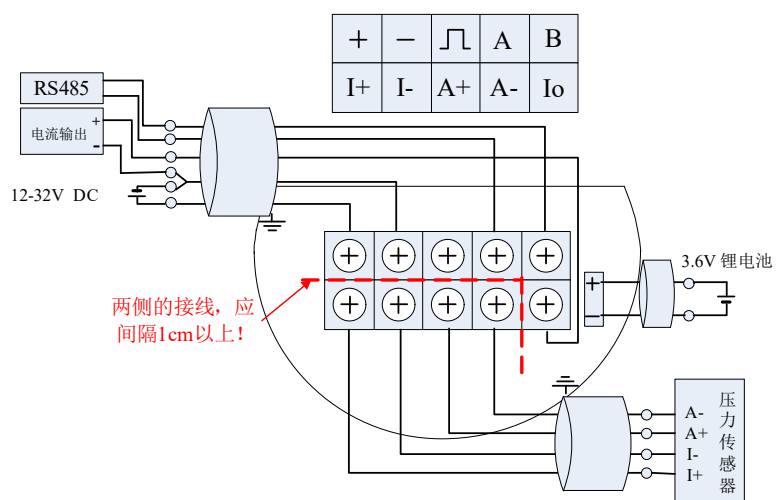 + − ⎍ A B
I+ I- A+ A- Io
RS485
电流输出
+
-
12-32V DC
3.6V 锂电池
+
−
两侧的接线，应
间隔1cm以上！
A-
A+
I-
I+
压力传感器